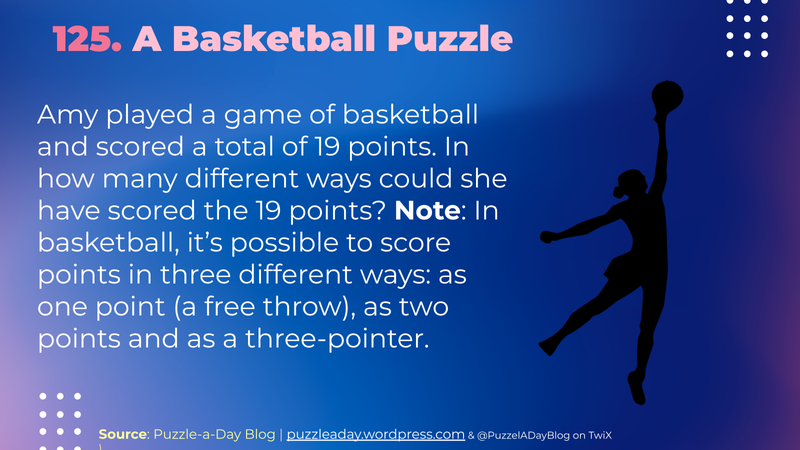 125. A Basketball Puzzle
Amy played a game of basketball
and scored a total of 19 points. In
how many different ways could she
have scored the 19 points? Note: In
basketball, it’s possible to score
points in three different ways: as
one point (a free throw), as two
points and as a three-pointer.
Source: Puzzle-a-Day Blog | puzzleaday.wordpress.com & @PuzzelADayBlog on TwiX
\